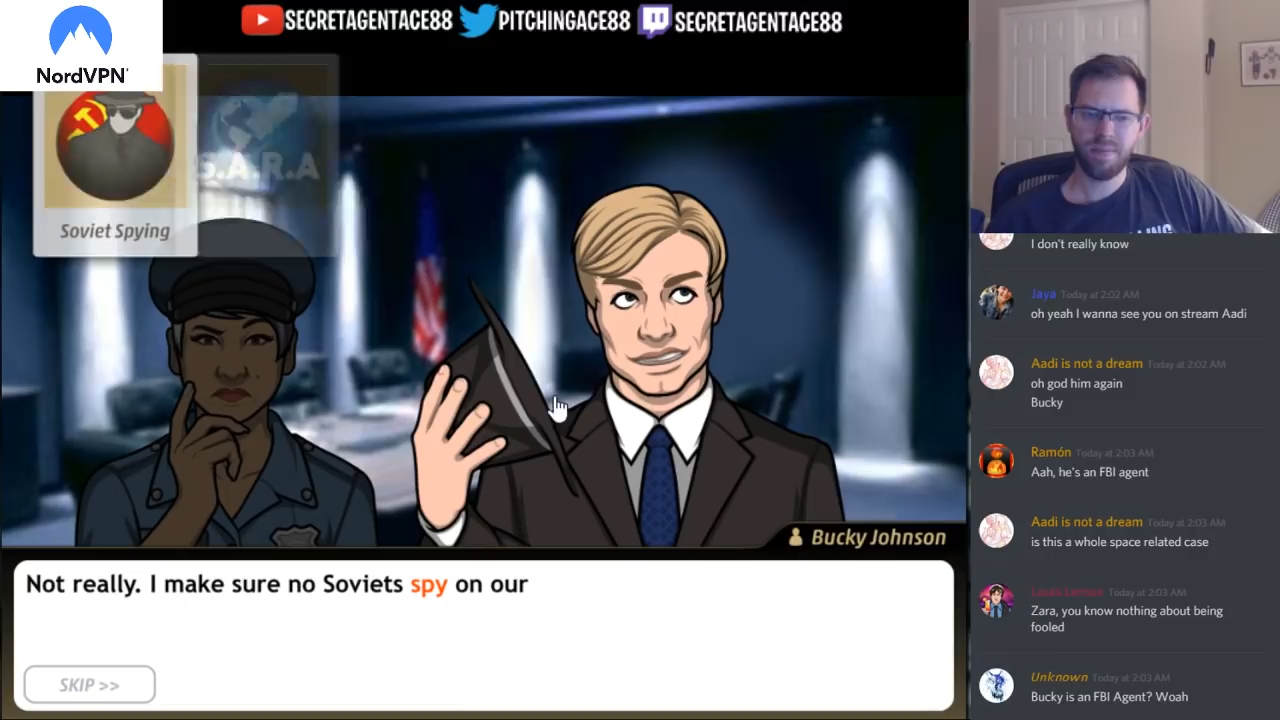 SECRETAGENTACE88 PITCHINGACE88 SECRETAGENTACE88
NordVPN
S.A.R.A
Soviet Spying
Bucky Johnson
Not really. I make sure no Soviets spy on our
SKIP >>
I don't really know
Jaya Today at 2:02 AM
oh yeah I wanna see you on stream Aadi
Aadi is not a dream Today at 2:02 AM
oh god him again
Bucky
Ramón Today at 2:03 AM
Aah, he's an FBI agent
Aadi is not a dream Today at 2:03 AM
is this a whole space related case
Today at 2:03 AM
Zara, you know nothing about being
fooled
Unknown Today at 2:03 AM
Bucky is an FBI Agent? Woah